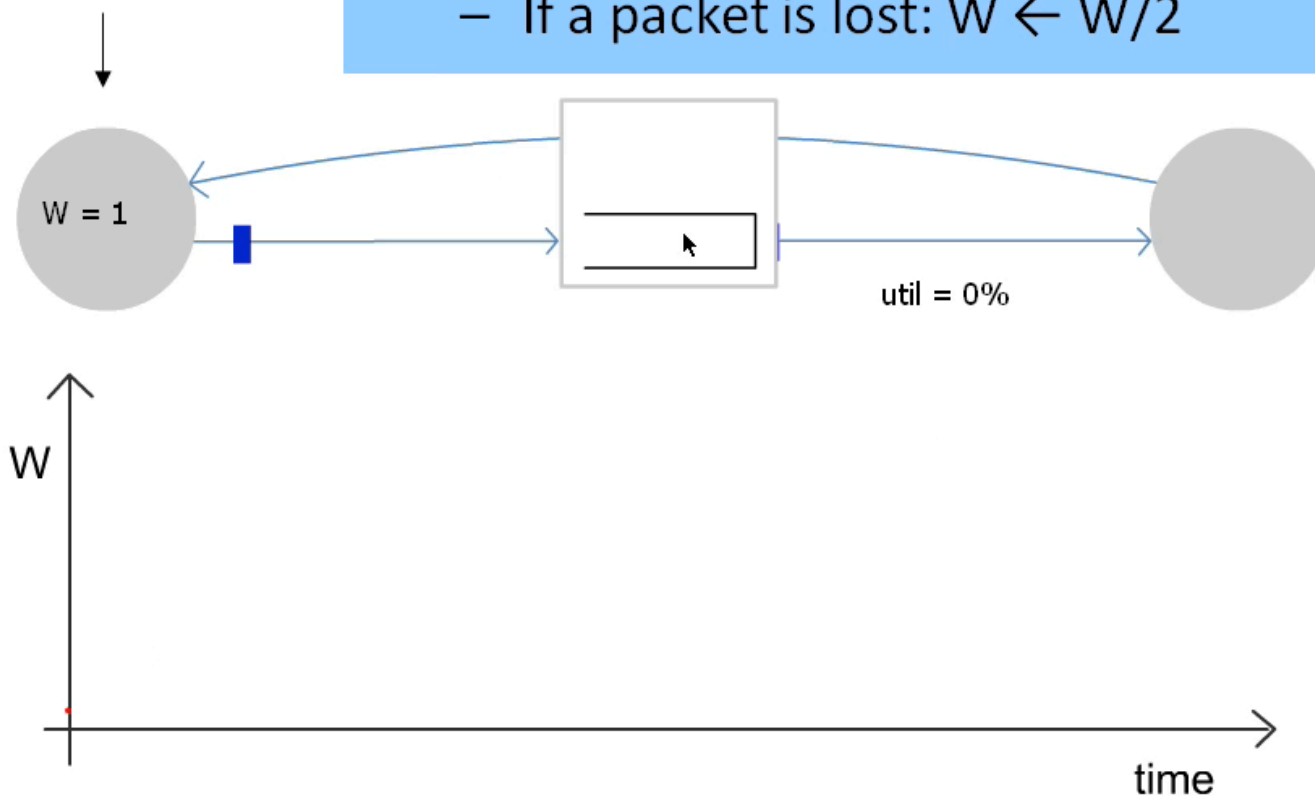 – If a packet is lost: W ← W/2
W = 1
util = 0%
W
time